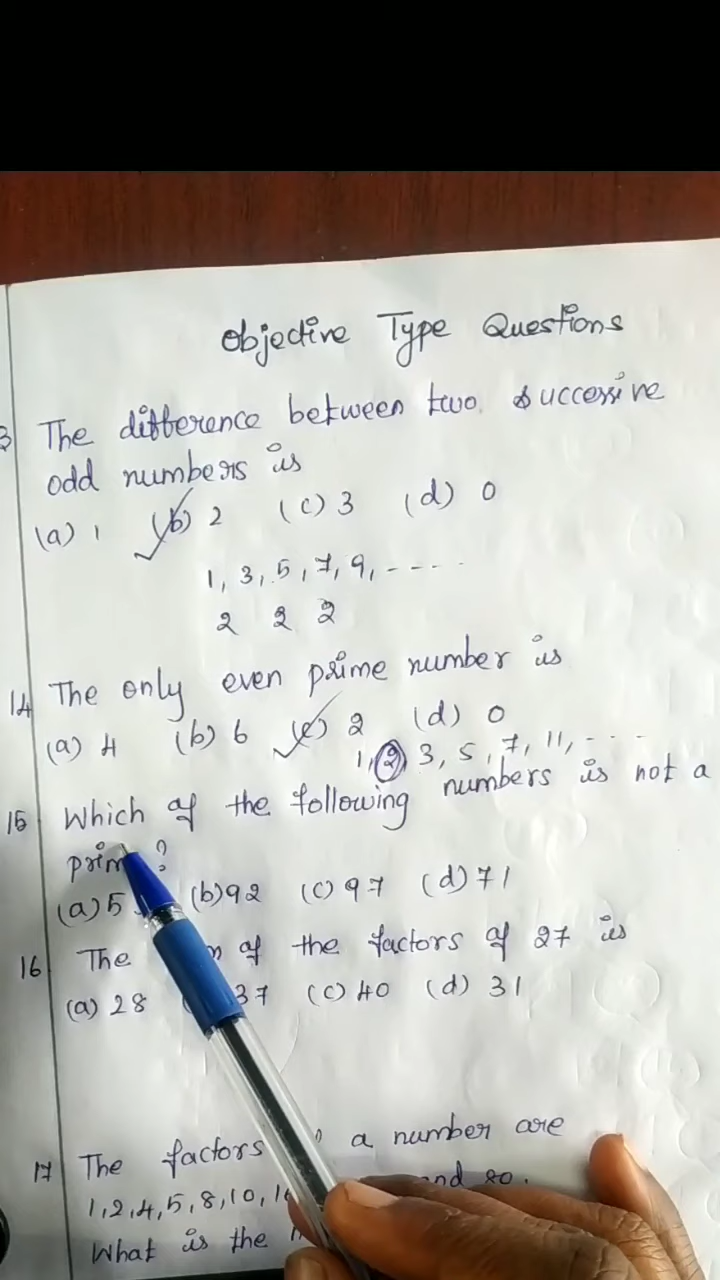 Objective Type Questions
3 The difference between two successive
odd numbers is
(a) 1 (b) 2 (c) 3 (d) 0
1, 3, 5, 7, 9, ----
2 2 2
14 The only even prime number is
(a) 4 (b) 6 (c) 2 (d) 0
1, 2, 3, 5, 7, 11, ---
15 Which of the following numbers is not a
prime?
(a) 5 (b) 92 (c) 97 (d) 71
16 The of the factors of 27 is
(a) 28 37 (c) 40 (d) 31
17 The factors a number are
1, 2, 4, 5, 8, 10, and 80.
What is the